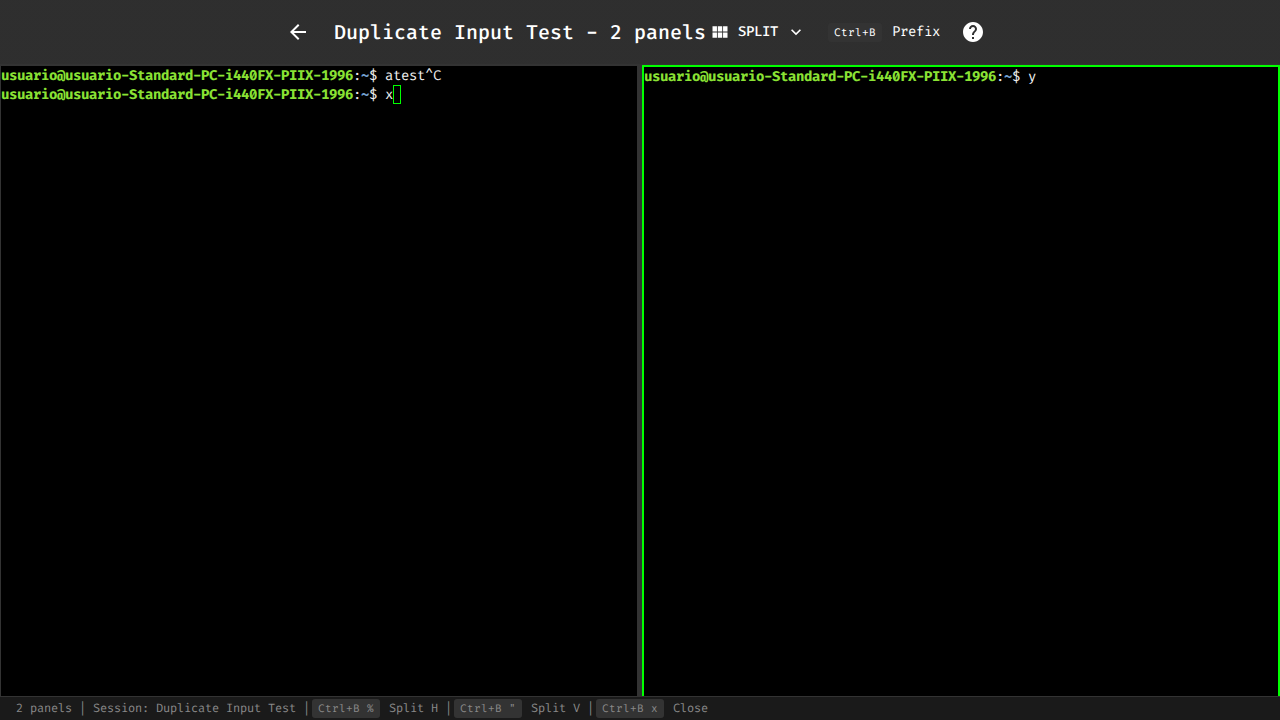 Duplicate Input Test - 2 panels SPLIT Ctrl+B Prefix ?
usuario@usuario-Standard-PC-i440FX-PIIX-1996:~$ atest^C
usuario@usuario-Standard-PC-i440FX-PIIX-1996:~$ x
usuario@usuario-Standard-PC-i440FX-PIIX-1996:~$ y
2 panels | Session: Duplicate Input Test | Ctrl+B % Split H | Ctrl+B " Split V | Ctrl+B x Close